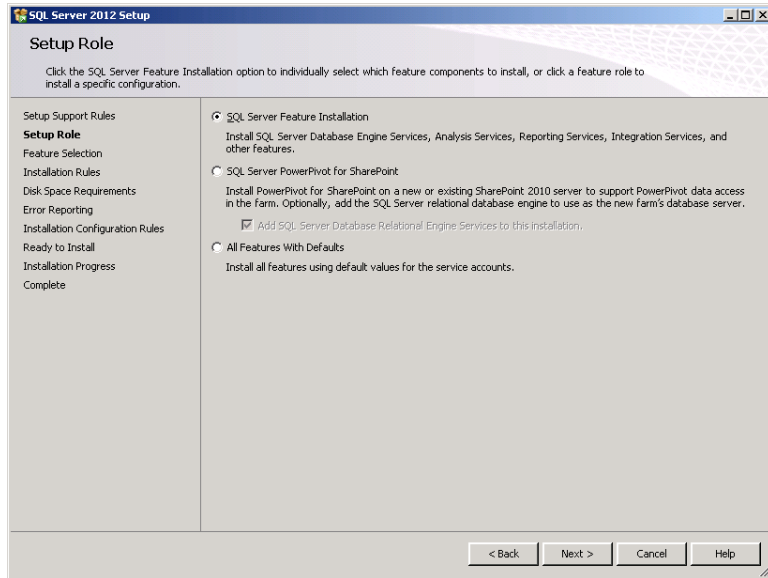 SQL Server 2012 Setup
Setup Role
Click the SQL Server Feature Installation option to individually select which feature components to install, or click a feature role to
install a specific configuration.
Setup Support Rules
Setup Role
Feature Selection
Installation Rules
Disk Space Requirements
Error Reporting
Installation Configuration Rules
Ready to Install
Installation Progress
Complete
SQL Server Feature Installation
Install SQL Server Database Engine Services, Analysis Services, Reporting Services, Integration Services, and
other features.
SQL Server PowerPivot for SharePoint
Install PowerPivot for SharePoint on a new or existing SharePoint 2010 server to support PowerPivot data access
in the farm. Optionally, add the SQL Server relational database engine to use as the new farm's database server.
Add SQL Server Database Relational Engine Services to this installation.
All Features With Defaults
Install all features using default values for the service accounts.
< Back
Next >
Cancel
Help